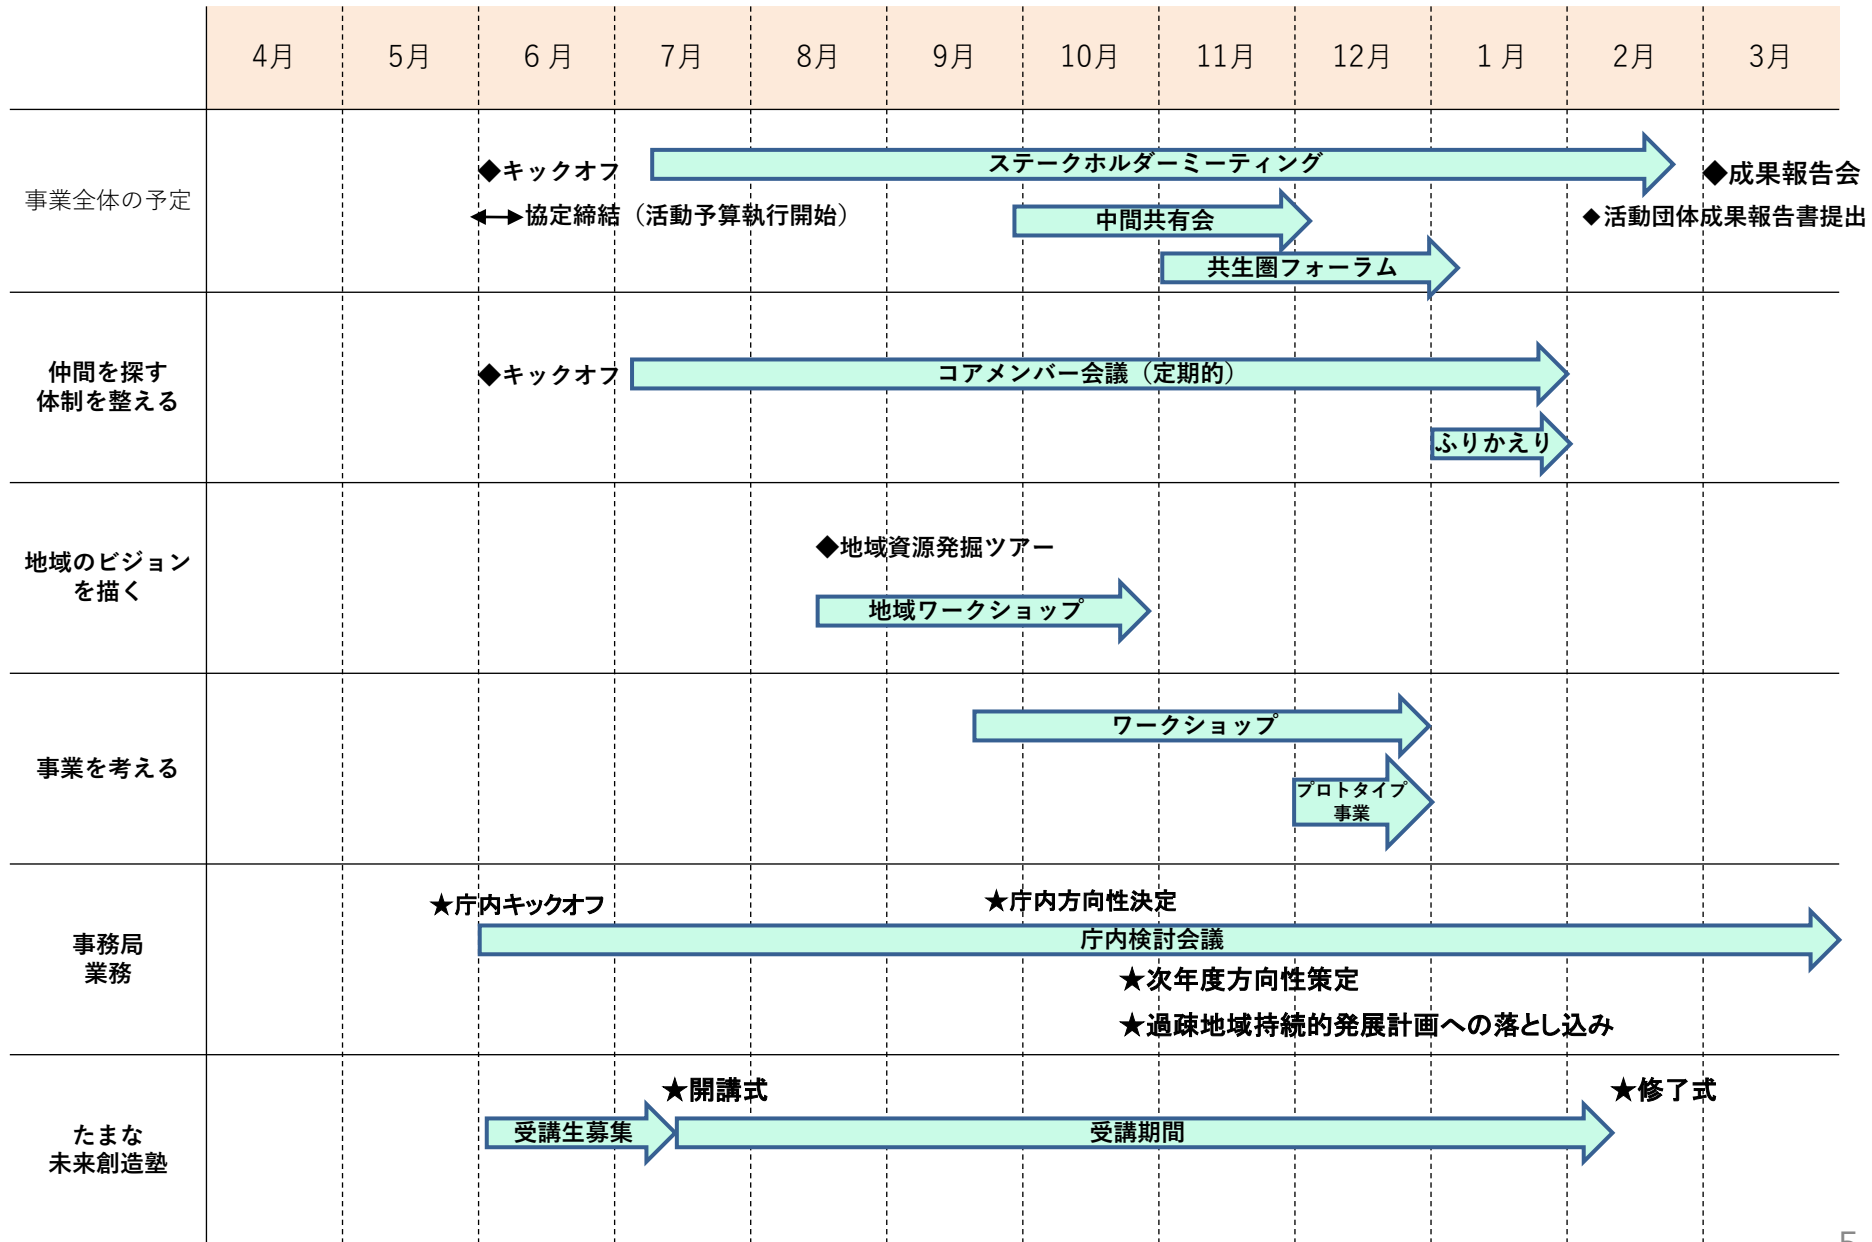 4月 5月 6月 7月 8月 9月 10月 11月 12月 1月 2月 3月
事業全体の予定
◆キックオフ
ステークホルダーミーティング
◆成果報告会
協定締結（活動予算執行開始）
中間共有会
◆活動団体成果報告書提出
共生圏フォーラム
仲間を探す
体制を整える
◆キックオフ
コアメンバー会議（定期的）
ふりかえり
地域のビジョン
を描く
◆地域資源発掘ツアー
地域ワークショップ
事業を考える
ワークショップ
プロトタイプ
事業
事務局
業務
★庁内キックオフ
★庁内方向性決定
庁内検討会議
★次年度方向性策定
★過疎地域持続的発展計画への落とし込み
たまな
未来創造塾
★開講式
★修了式
受講生募集
受講期間
5